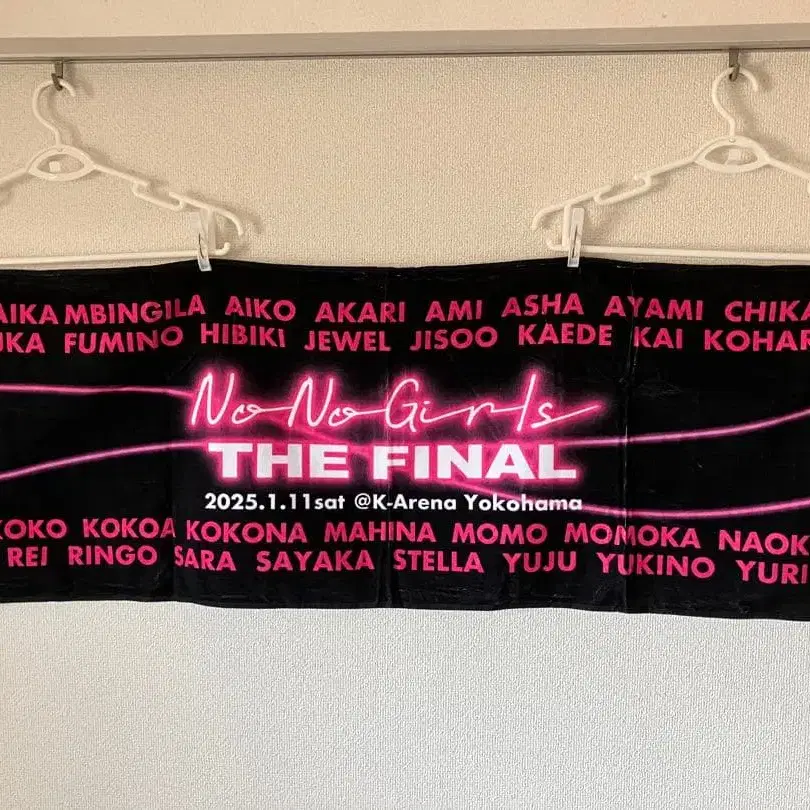 AIKA MBINGILA AIKO AKARI AMI ASHA AYAMI CHIKA
UKA FUMINO HIBIKI JEWEL JISOO KAEDE KAI KOHAR
No No Girls
THE FINAL
2025.1.11sat @K-Arena Yokohama
KOKO KOKOA KOKONA MAHINA MOMO MOMOKA NAOK
REI RINGO SARA SAYAKA STELLA YUJU YUKINO YURI